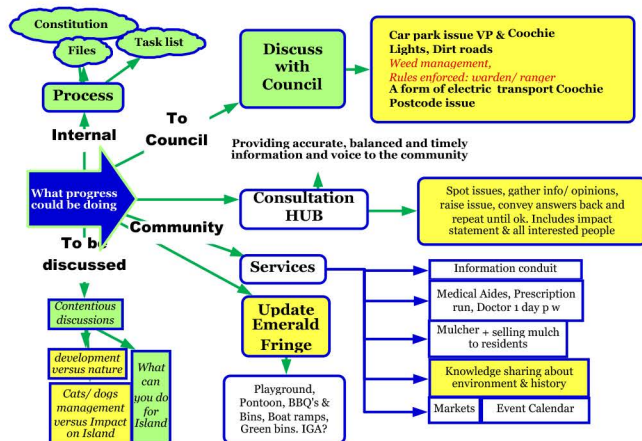 Constitution
Files
Task list
Process
Internal
To
Council
Discuss
with
Council
Car park issue VP & Coochie
Lights, Dirt roads
Weed management,
Rules enforced: warden/ ranger
A form of electric transport Coochie
Postcode issue
Providing accurate, balanced and timely
information and voice to the community
What progress
could be doing
Consultation
HUB
Spot issues, gather info/ opinions,
raise issue, convey answers back and
repeat until ok. Includes impact
statement & all interested people
Community
To be
discussed
Services
Information conduit
Medical Aides, Prescription
run, Doctor 1 day p w
Mulcher + selling mulch
to residents
Knowledge sharing about
environment & history
Markets
Event Calendar
Update
Emerald
Fringe
Playground,
Pontoon, BBQ's &
Bins, Boat ramps,
Green bins. IGA?
Contentious
discussions
development
versus nature
Cats/ dogs
management
versus Impact
on Island
What
can
you do
for
Island